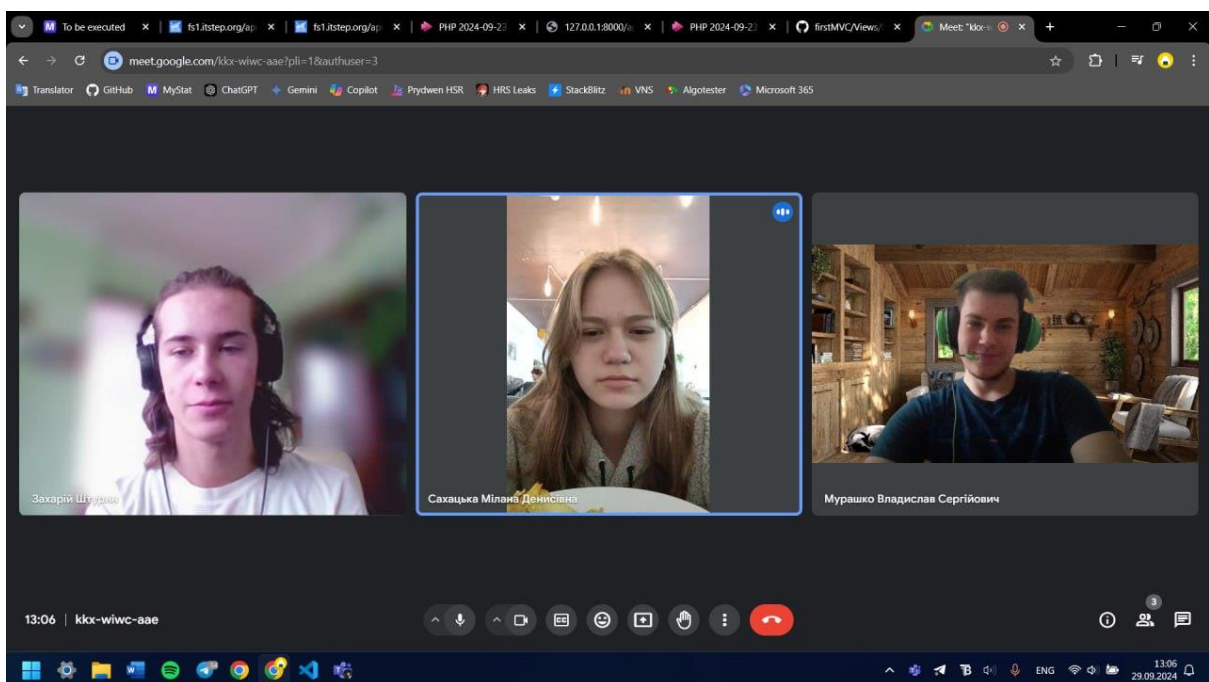 To be executed
fs1.itstep.org/ap
fs1.itstep.org/ap
PHP 2024-09-23
127.0.0.1:8000/a
PHP 2024-09-2
firstMVC/Views/
Meet: "kkx-w
meet.google.com/kkx-wiwc-aae?pli=1&authuser=3
Translator GitHub MyStat ChatGPT Gemini Copilot Prydwen HSR HRS Leaks StackBlitz VNS Algotester Microsoft 365
Захарій Штурин
Сахацька Мілана Денисівна
Мурашко Владислав Сергійович
13:06 | kkx-wiwc-aae
3
ENG
13:06
29.09.2024